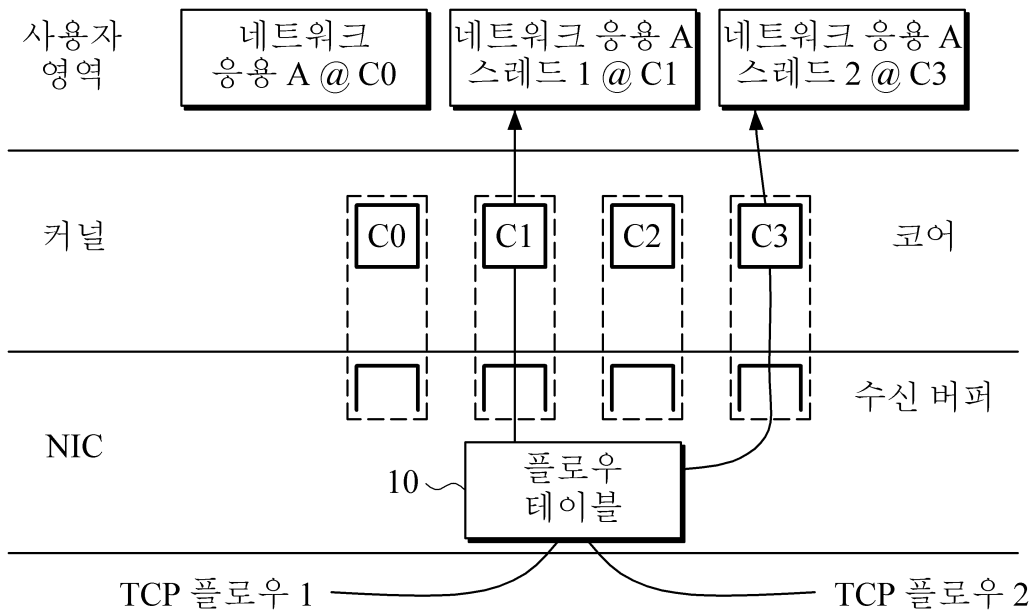 사용자
영역
네트워크
응용 A @ C0
네트워크 응용 A
스레드 1 @ C1
네트워크 응용 A
스레드 2 @ C3
커널
C0
C1
C2
C3
코어
수신 버퍼
NIC
10
플로우
테이블
TCP 플로우 1
TCP 플로우 2